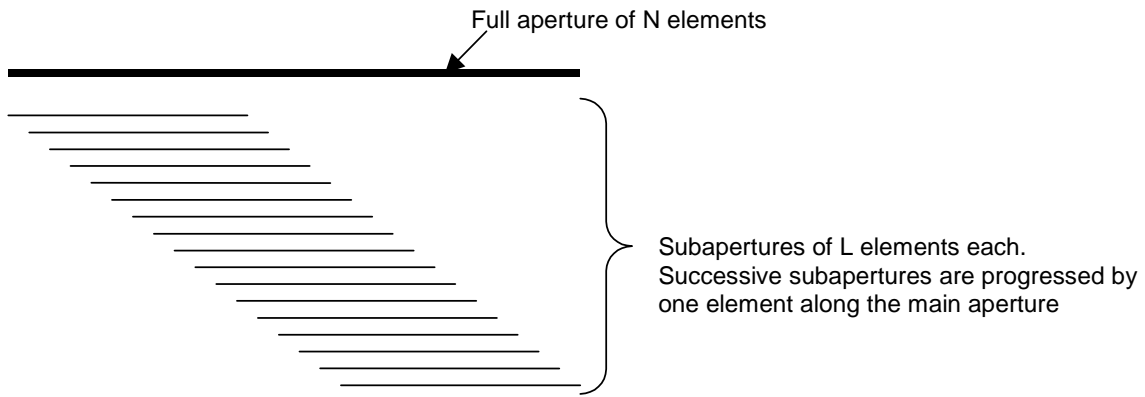 Full aperture of N elements
Subapertures of L elements each.
Successive subapertures are progressed by
one element along the main aperture